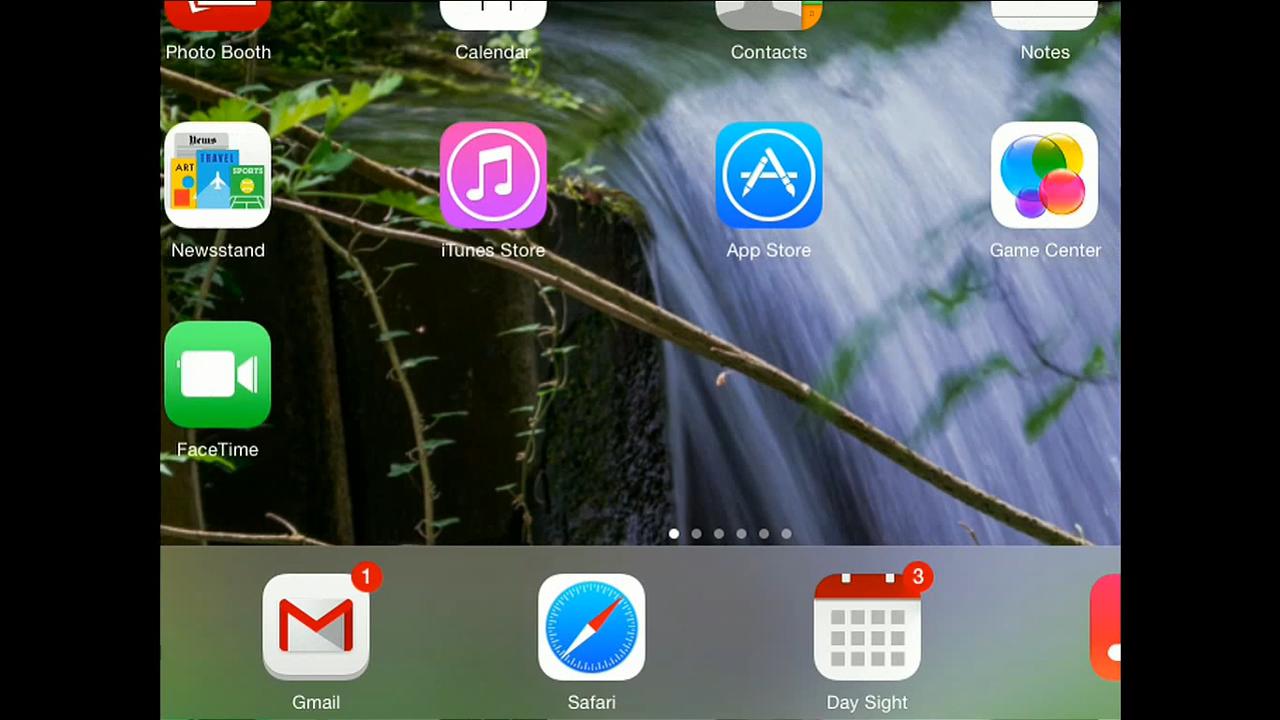 Photo Booth
Calendar
Contacts
Notes
News
ART
TRAVEL
SPORTS
Newsstand
iTunes Store
App Store
Game Center
FaceTime
1
3
Gmail
Safari
Day Sight